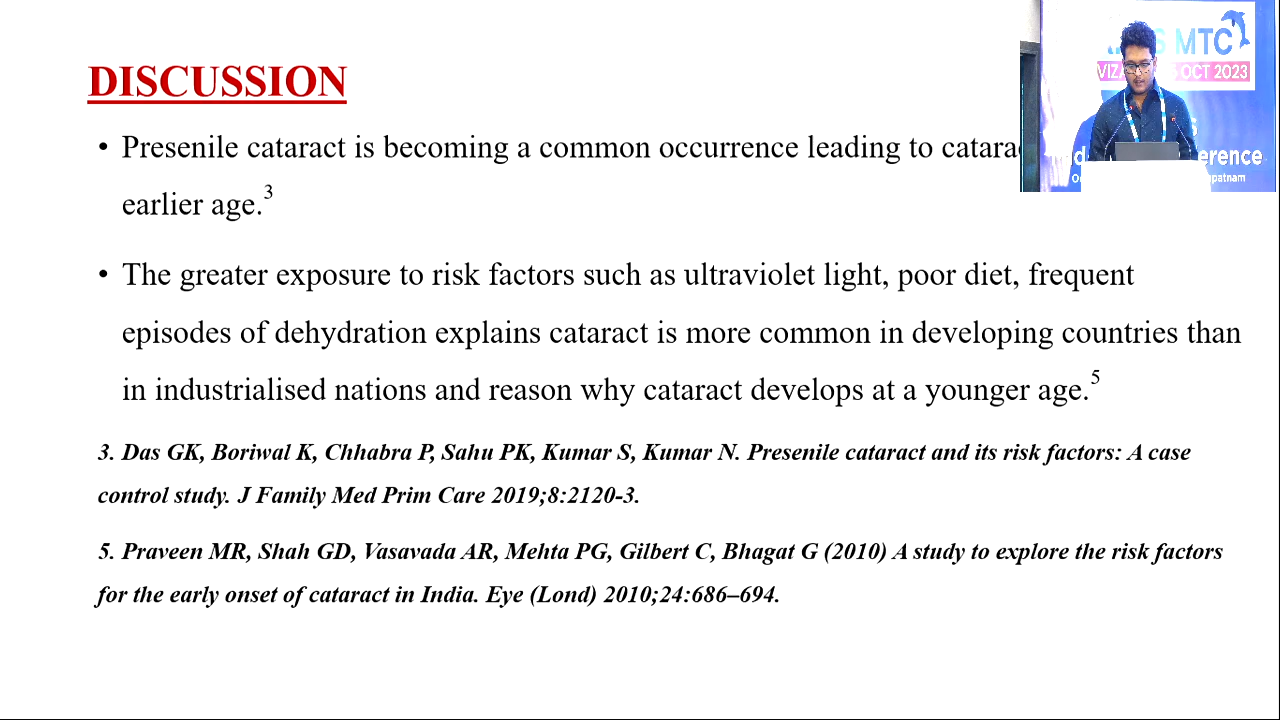 DISCUSSION
• Presenile cataract is becoming a common occurrence leading to
earlier age.3
• The greater exposure to risk factors such as ultraviolet light, poor diet, frequent
episodes of dehydration explains cataract is more common in developing countries than
in industrialised nations and reason why cataract develops at a younger age.5
3. Das GK, Boriwal K, Chhabra P, Sahu PK, Kumar S, Kumar N. Presenile cataract and its risk factors: A case
control study. J Family Med Prim Care 2019;8:2120-3.
5. Praveen MR, Shah GD, Vasavada AR, Mehta PG, Gilbert C, Bhagat G (2010) A study to explore the risk factors
for the early onset of cataract in India. Eye (Lond) 2010;24:686–694.
MTC
VIZ
OCT 2023